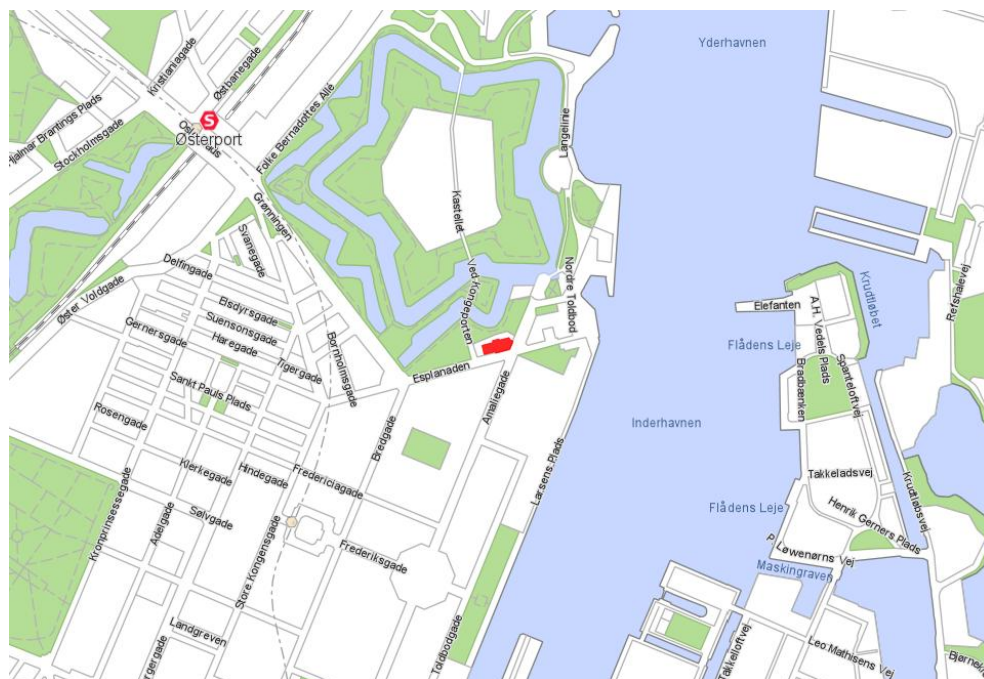 Yderhavnen
Kristianiagade
Østbanegade
Hjalmar Brantings Plads
Stockholmsgade
S
Østerport
Folke Bernadottes Allé
Langelinie
Kastellet
Grønningen
Svanegade
Ved Kongeporten
Nordre Toldbod
Krudtløbet
Refshalevej
Delfingade
Øster Voldgade
Elsdyrsgade
Suensonsgade
Gernersgade
Haregade
Tigergade
Bornholmsgade
Elefanten
A.H. Vedels Plads
Flådens Leje
Bradbænken
Spanteloftvej
Esplanaden
Sankt Pauls Plads
Amaliegade
Rosengade
Bredgade
Inderhavnen
Klerkegade
Hindegade
Fredericiagade
Larsens Plads
Takkeladsvej
Kronprinsessegade
Adelgade
Sølvgade
Store Kongensgade
Frederiksgade
Flådens Leje
Henrik Gerners Plads
Krudtløbsvej
P. Løwenørns Vej
Maskingraven
Landgreven
Toldbodgade
Takkelloftvej
Leo Mathisens Vej